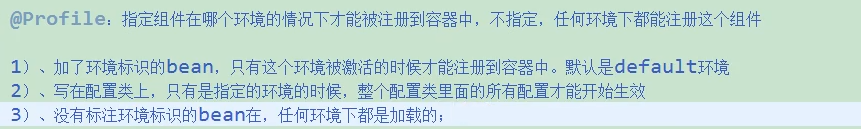 @Profile：指定组件在哪个环境的情况下才能被注册到容器中，不指定，任何环境下都能注册这个组件
1）、加了环境标识的bean，只有这个环境被激活的时候才能注册到容器中。默认是default环境
2）、写在配置类上，只有是指定的环境的时候，整个配置类里面的所有配置才能开始生效
3）、没有标注环境标识的bean在，任何环境下都是加载的；